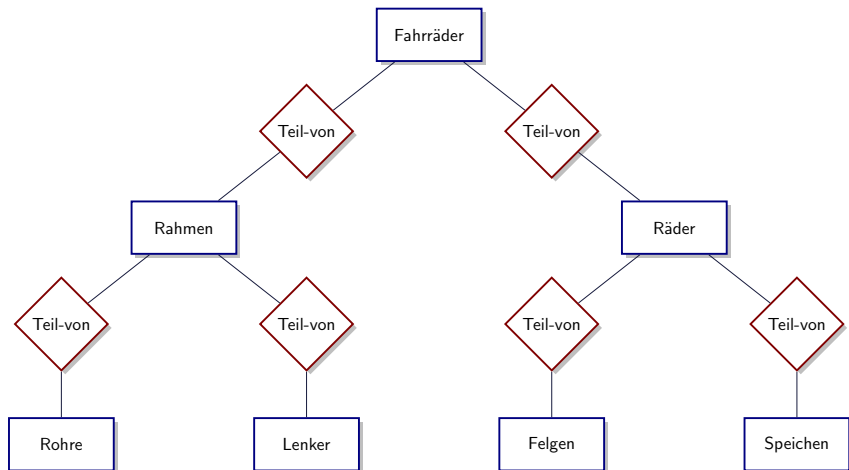 Fahrräder
Teil-von
Teil-von
Rahmen
Räder
Teil-von
Teil-von
Teil-von
Teil-von
Rohre
Lenker
Felgen
Speichen